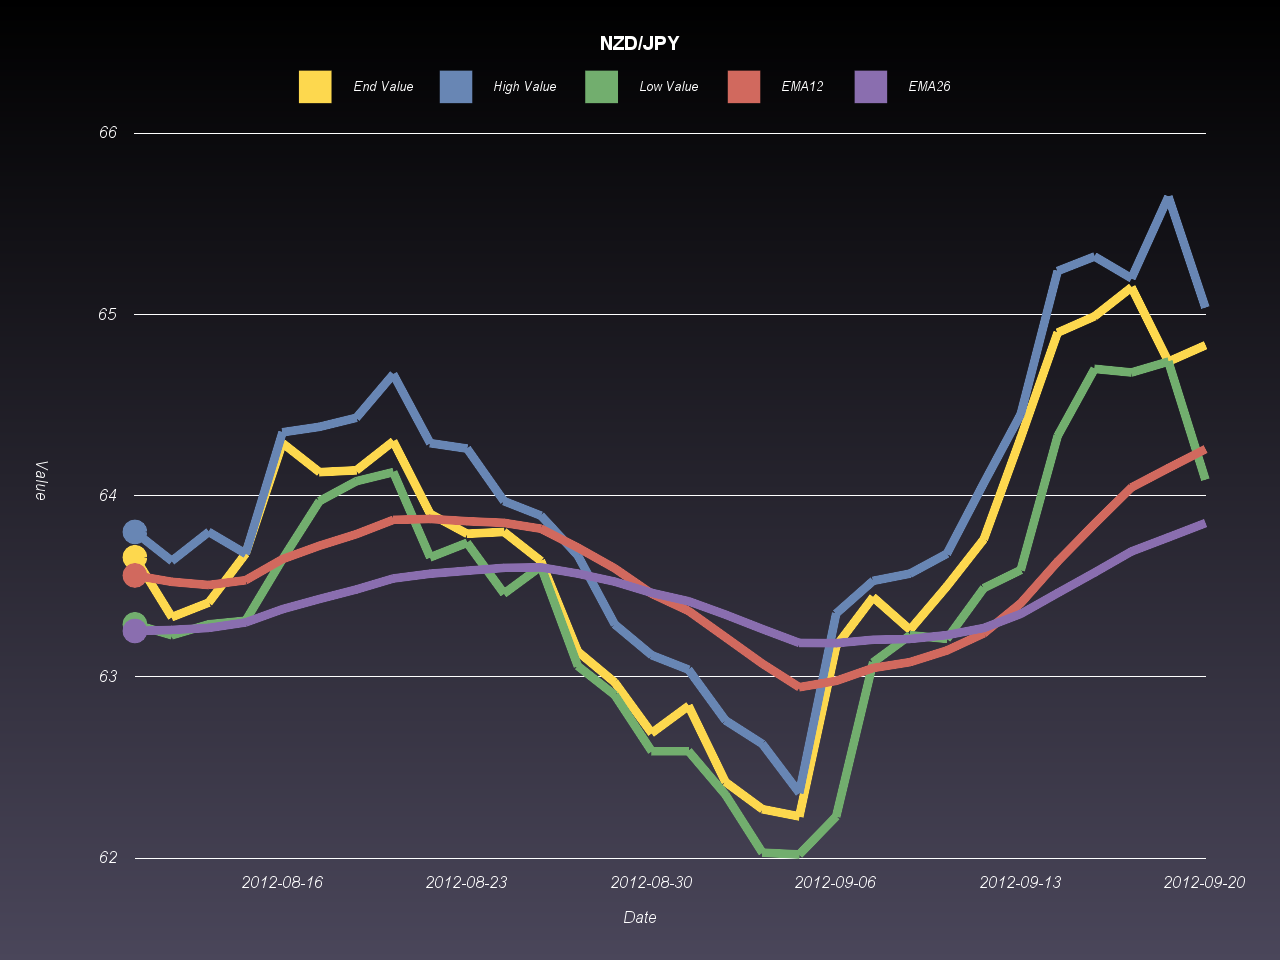 NZD/JPY
End Value High Value Low Value EMA12 EMA26
66
65
64
63
62
Value
2012-08-16 2012-08-23 2012-08-30 2012-09-06 2012-09-13 2012-09-20
Date